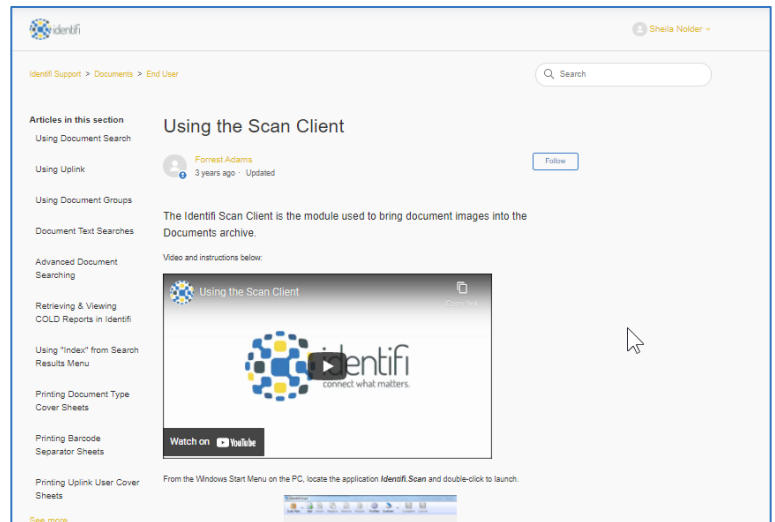 identifi
Sheila Nolder
Identifi Support > Documents > End User
Search
Articles in this section
Using Document Search
Using Uplink
Using Document Groups
Document Text Searches
Advanced Document
Searching
Retrieving & Viewing
COLD Reports in Identifi
Using "Index" from Search
Results Menu
Printing Document Type
Cover Sheets
Printing Barcode
Separator Sheets
Printing Uplink User Cover
Sheets
See more
Using the Scan Client
Forrest Adams
3 years ago · Updated
Follow
The Identifi Scan Client is the module used to bring document images into the
Documents archive.
Video and instructions below:
Using the Scan Client
Copy link
identifi
connect what matters.
Watch on YouTube
From the Windows Start Menu on the PC, locate the application Identifi.Scan and double-click to launch.